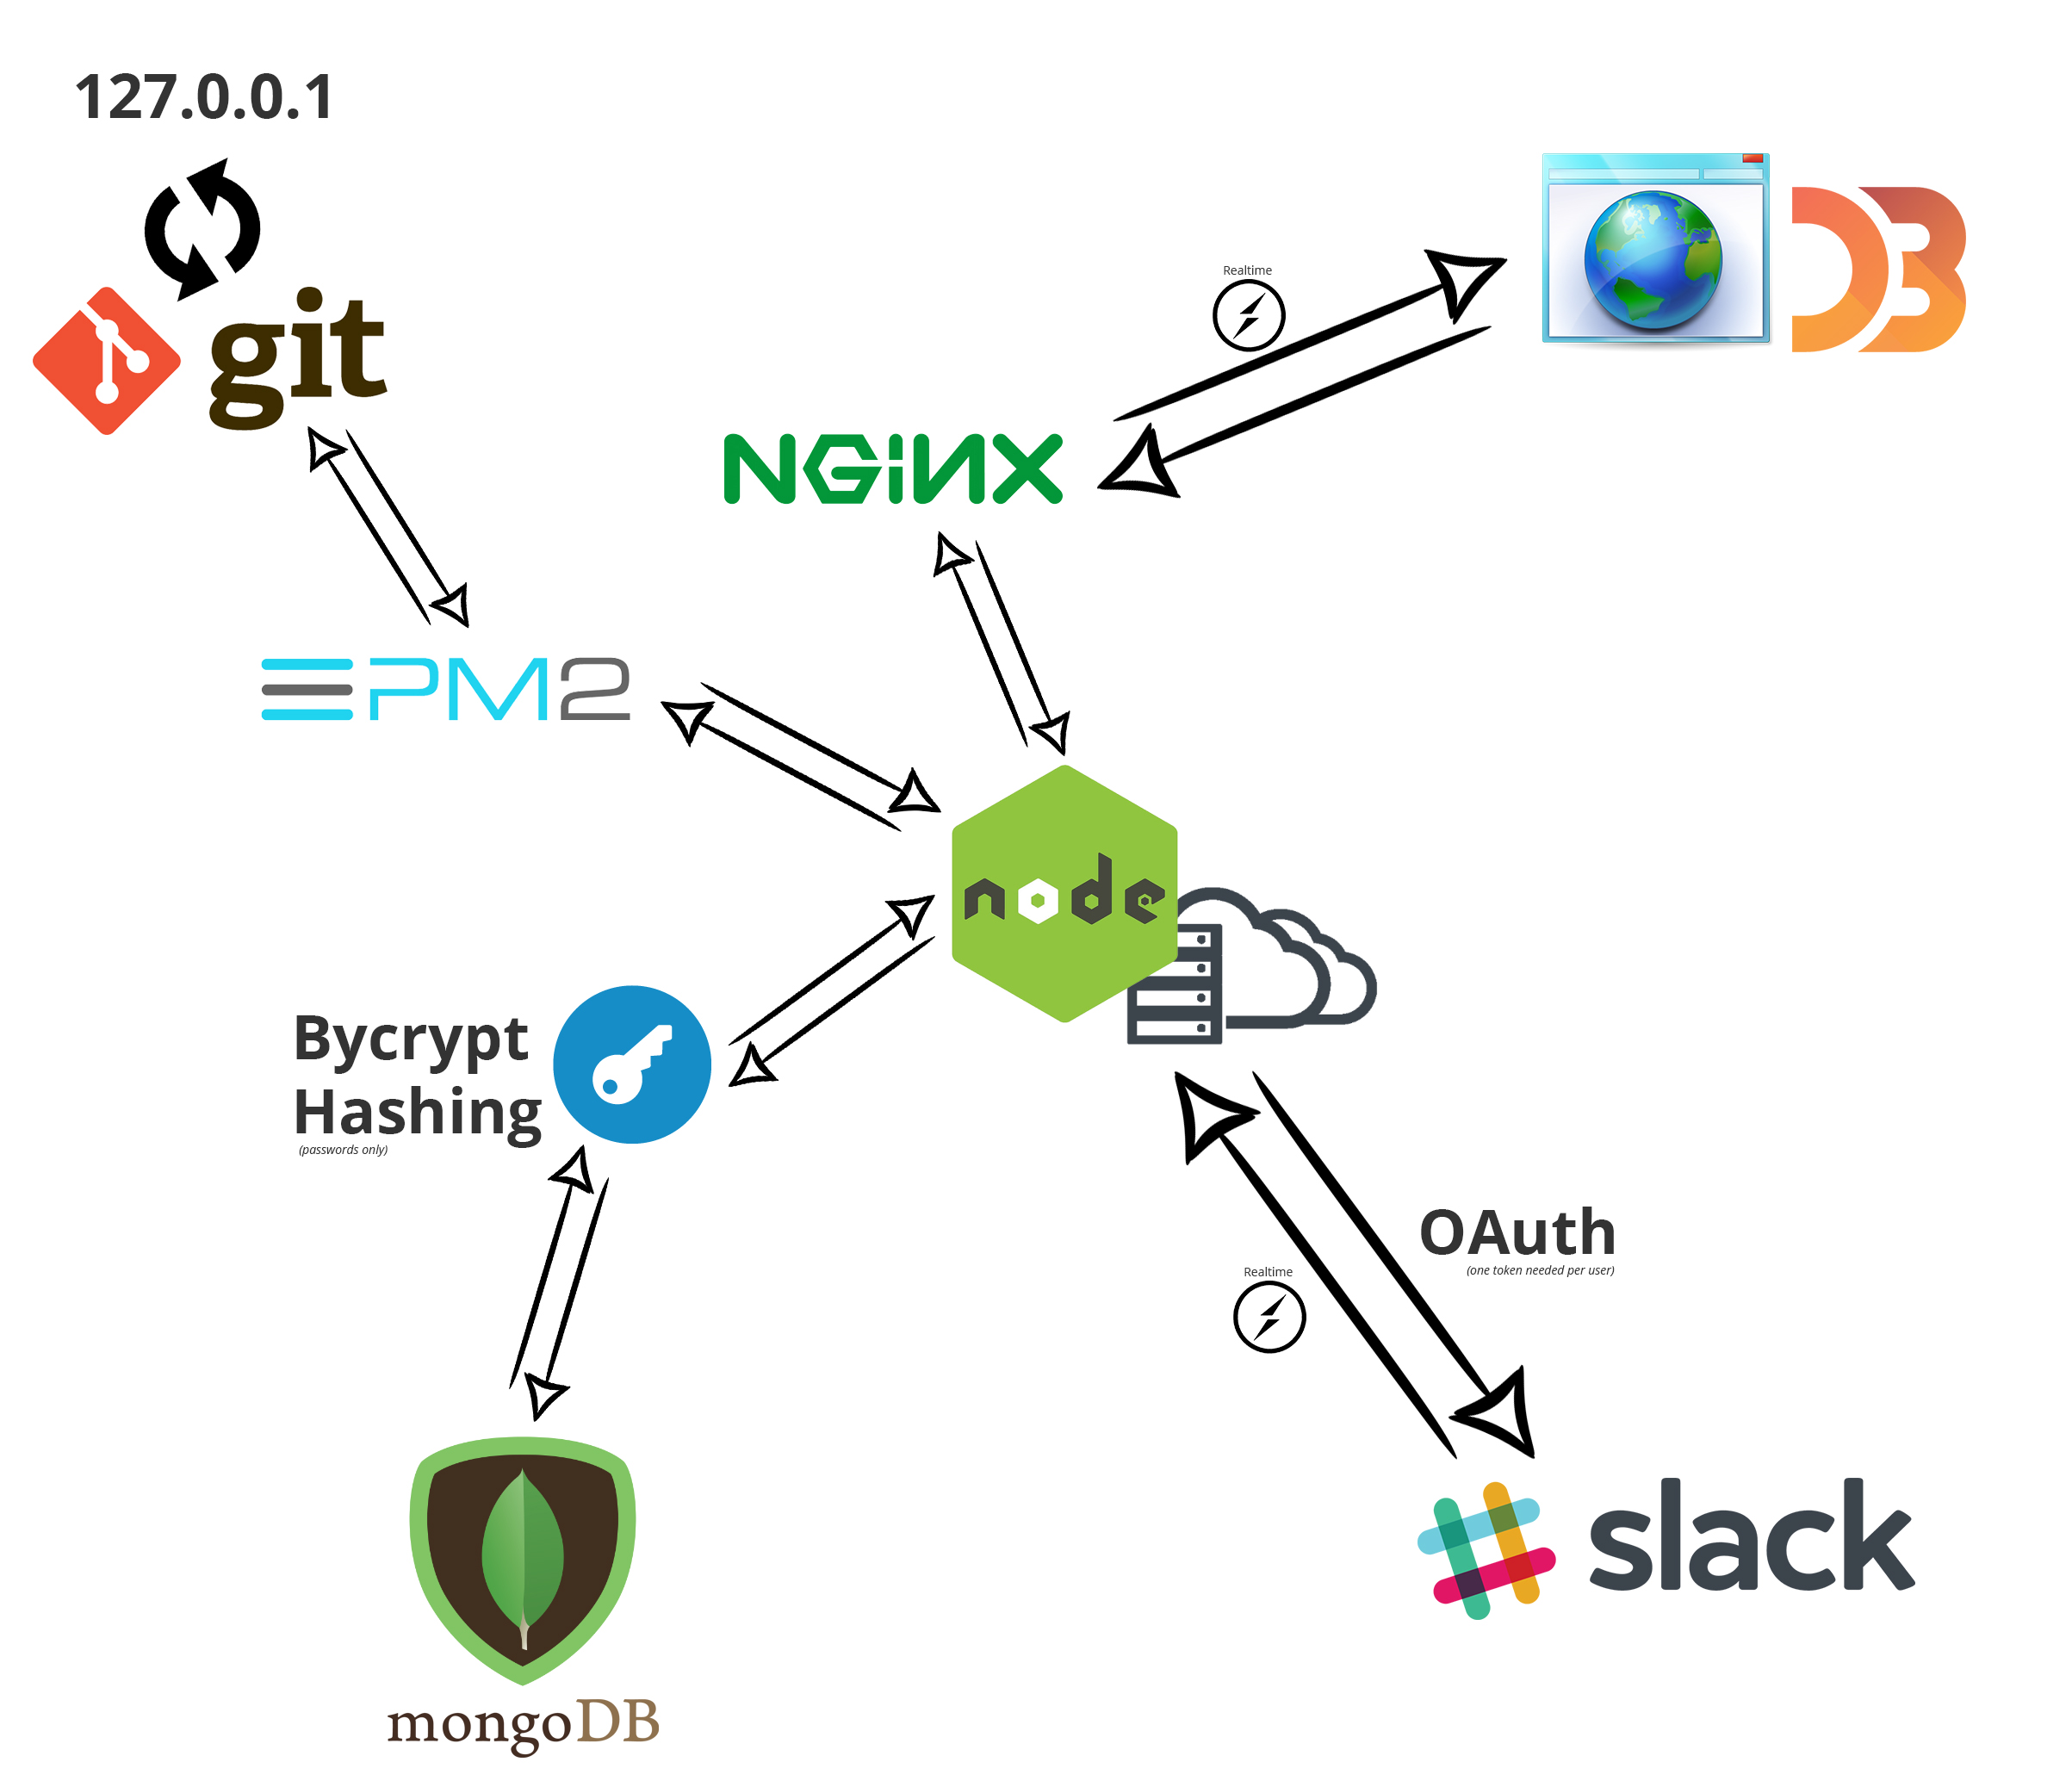 127.0.0.1
git
Realtime
NGiNX
PM2
node
Bycrypt
Hashing
(passwords only)
OAuth
(one token needed per user)
Realtime
slack
mongoDB